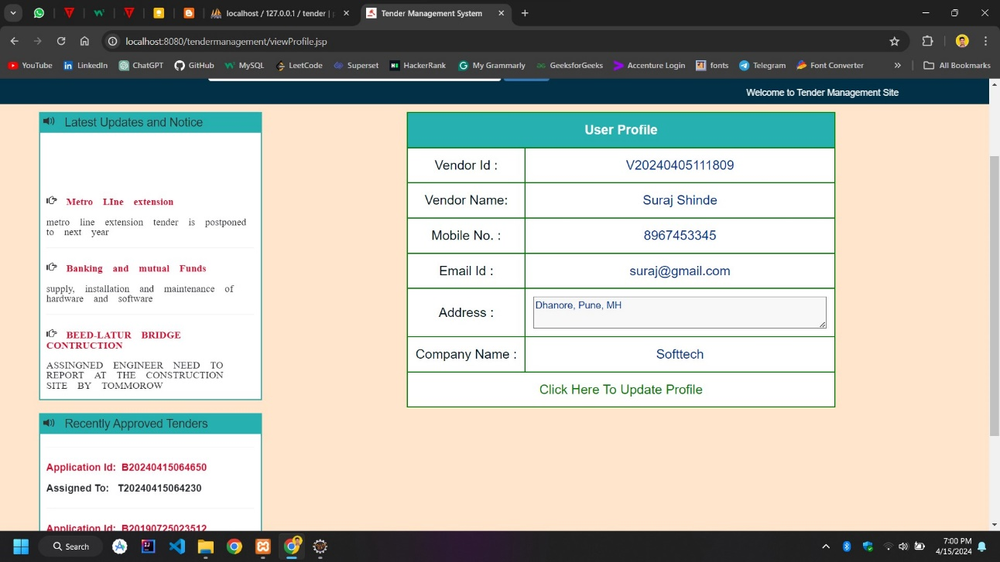 localhost / 127.0.0.1 / tender |
Tender Management System
localhost:8080/tendermanagement/viewProfile.jsp
YouTube
LinkedIn
ChatGPT
GitHub
MySQL
LeetCode
Superset
HackerRank
My Grammarly
GeeksforGeeks
Accenture Login
fonts
Telegram
Font Converter
»
All Bookmarks
Welcome to Tender Management Site
Latest Updates and Notice
Metro LIne extension
metro line extension tender is postponed
to next year
Banking and mutual Funds
supply, installation and maintenance of
hardware and software
BEED-LATUR BRIDGE
CONTRUCTION
ASSINGNED ENGINEER NEED TO
REPORT AT THE CONSTRUCTION
SITE BY TOMMOROW
Recently Approved Tenders
Application Id: B20240415064650
Assigned To: T20240415064230
Application Id: B20190725023512
User Profile
Vendor Id : V20240405111809
Vendor Name: Suraj Shinde
Mobile No. : 8967453345
Email Id : suraj@gmail.com
Address : Dhanore, Pune, MH
Company Name : Softtech
Click Here To Update Profile
Search
7:00 PM
4/15/2024